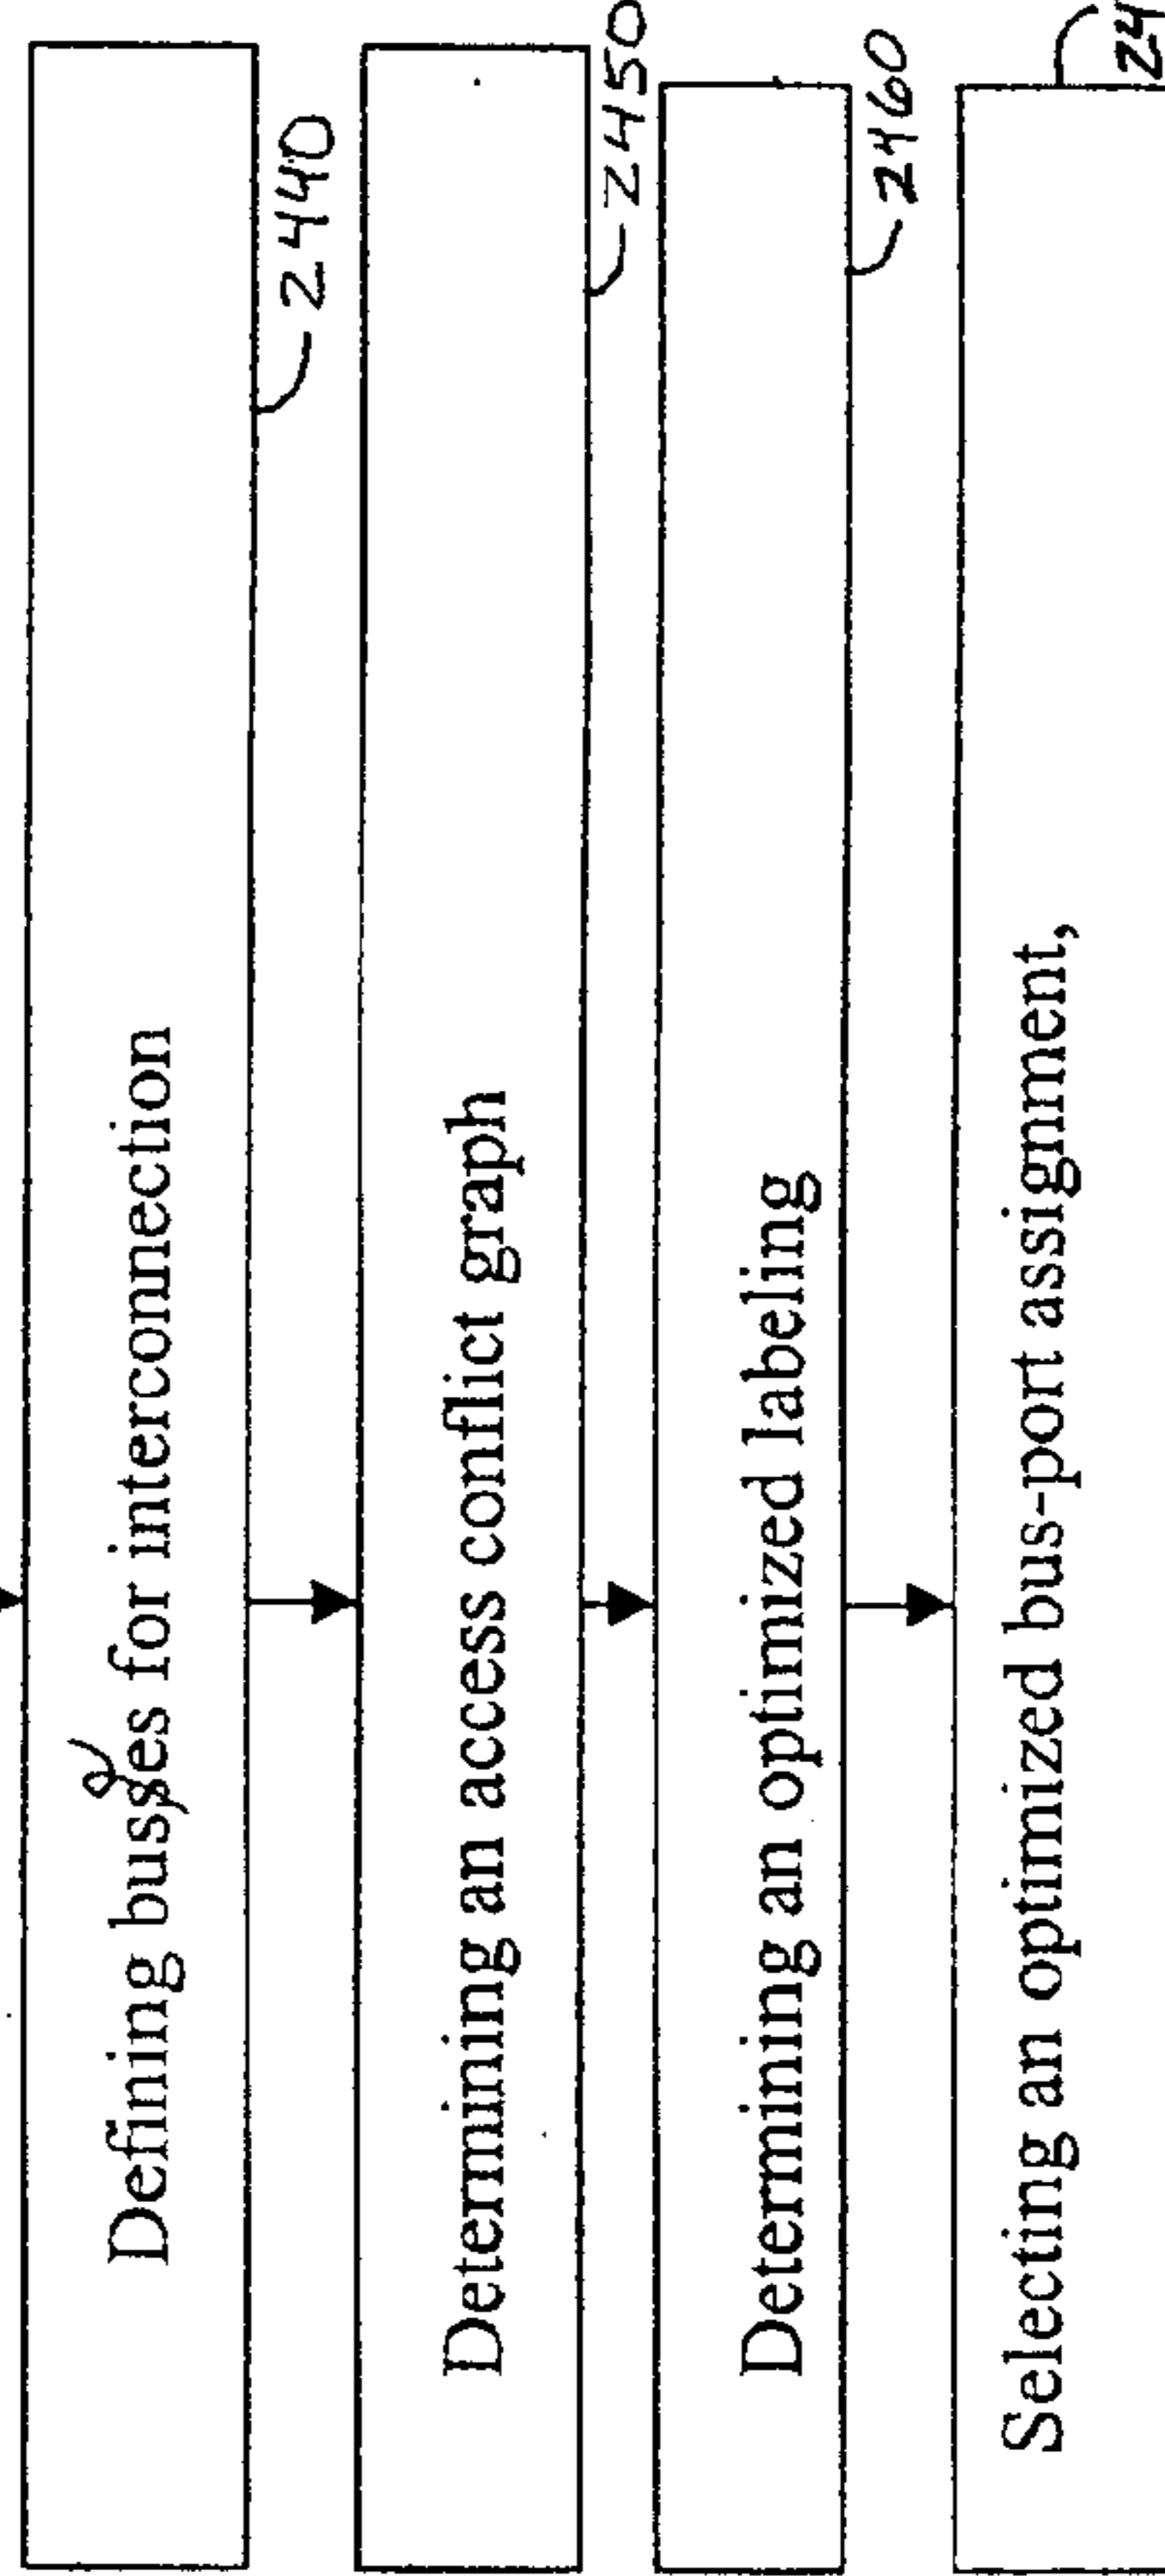 Defining busses for interconnection
2440
Determining an access conflict graph
2450
Determining an optimized labeling
2460
Selecting an optimized bus-port assignment,